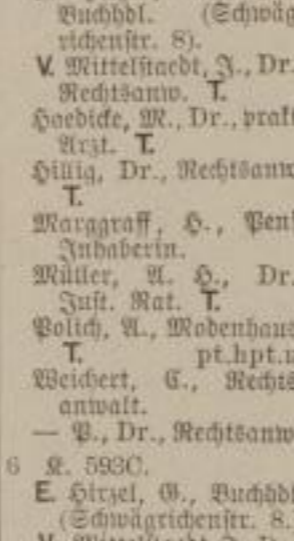 Buchhdl. (Schwäg
richenstr. 8).
V. Mittelstaedt, J., Dr.
Rechtsanw. T.
Haedicke, M., Dr., prakt
Arzt. T.
Hillig, Dr., Rechtsanw
T.
Marggraff, H., Pen
Inhaberin.
Müller, A. H., Dr.
Just. Rat. T.
Polich, A., Modenhaus
T. pt.hpt.u
Weichert, C., Rechts
anwalt.
— P., Dr., Rechtsanw
6 K. 593C.
E. Hirzel, G., Buchhdl
(Schwägrichenstr. 8.
V.